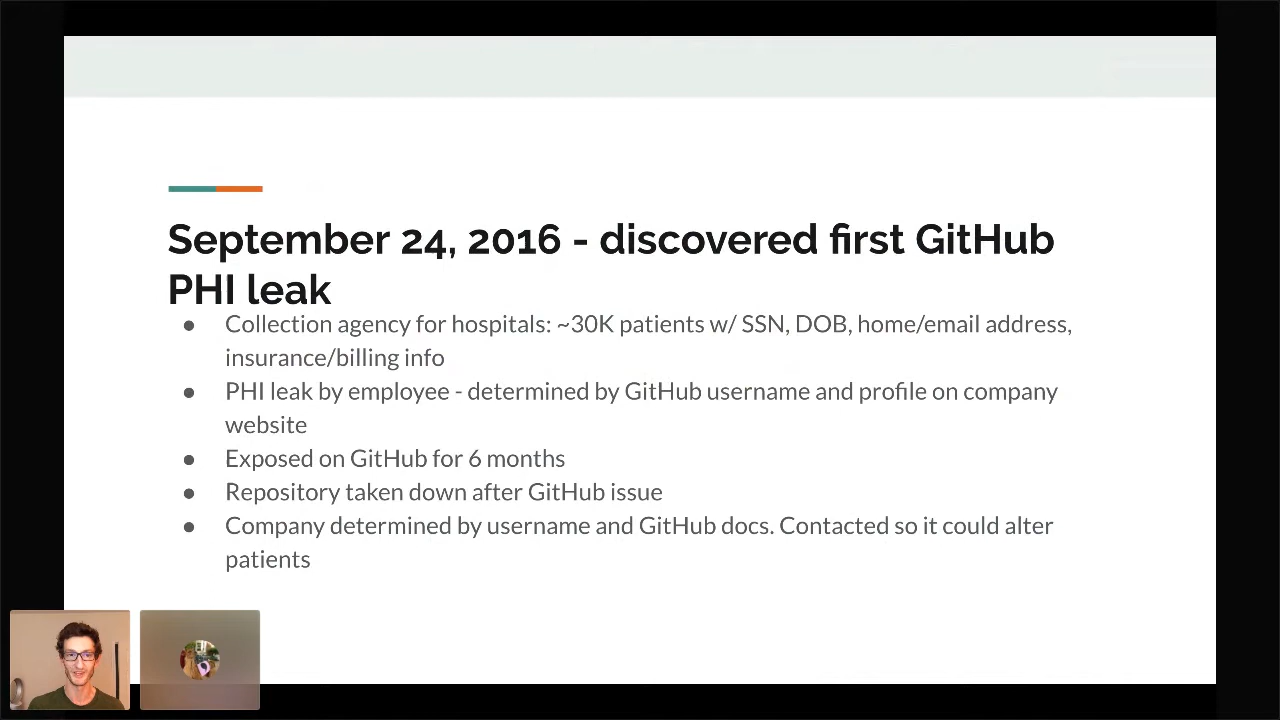 September 24, 2016 - discovered first GitHub
PHI leak
● Collection agency for hospitals: ~30K patients w/ SSN, DOB, home/email address,
insurance/billing info
● PHI leak by employee - determined by GitHub username and profile on company
website
● Exposed on GitHub for 6 months
● Repository taken down after GitHub issue
● Company determined by username and GitHub docs. Contacted so it could alter
patients